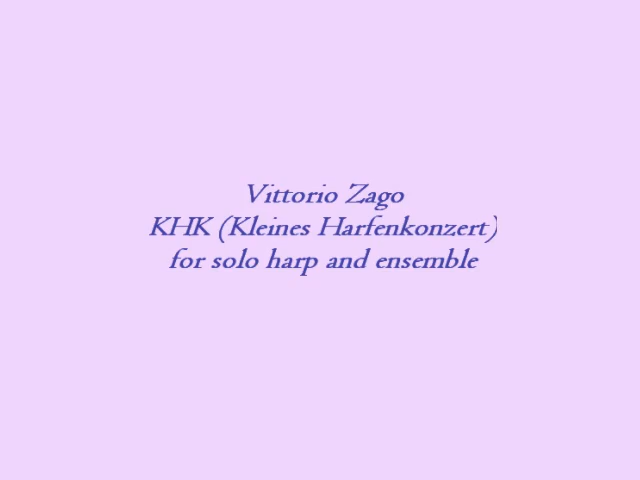 Vittorio Zago
KHK (Kleines Harfenkonzert)
for solo harp and ensemble